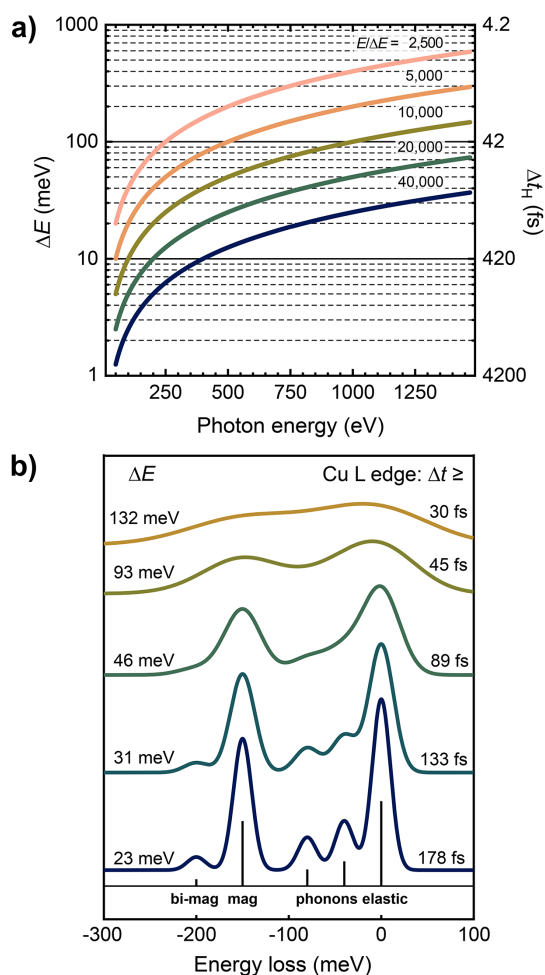 a)
E/ΔE = 2,500
5,000
10,000
20,000
40,000
1000
100
10
1
ΔE (meV)
4.2
42
420
4200
Δt_H (fs)
250 500 750 1000 1250
Photon energy (eV)
b)
ΔE Cu L edge: Δt ≥
132 meV 30 fs
93 meV 45 fs
46 meV 89 fs
31 meV 133 fs
23 meV 178 fs
bi-mag mag phonons elastic
-300 -200 -100 0 100
Energy loss (meV)